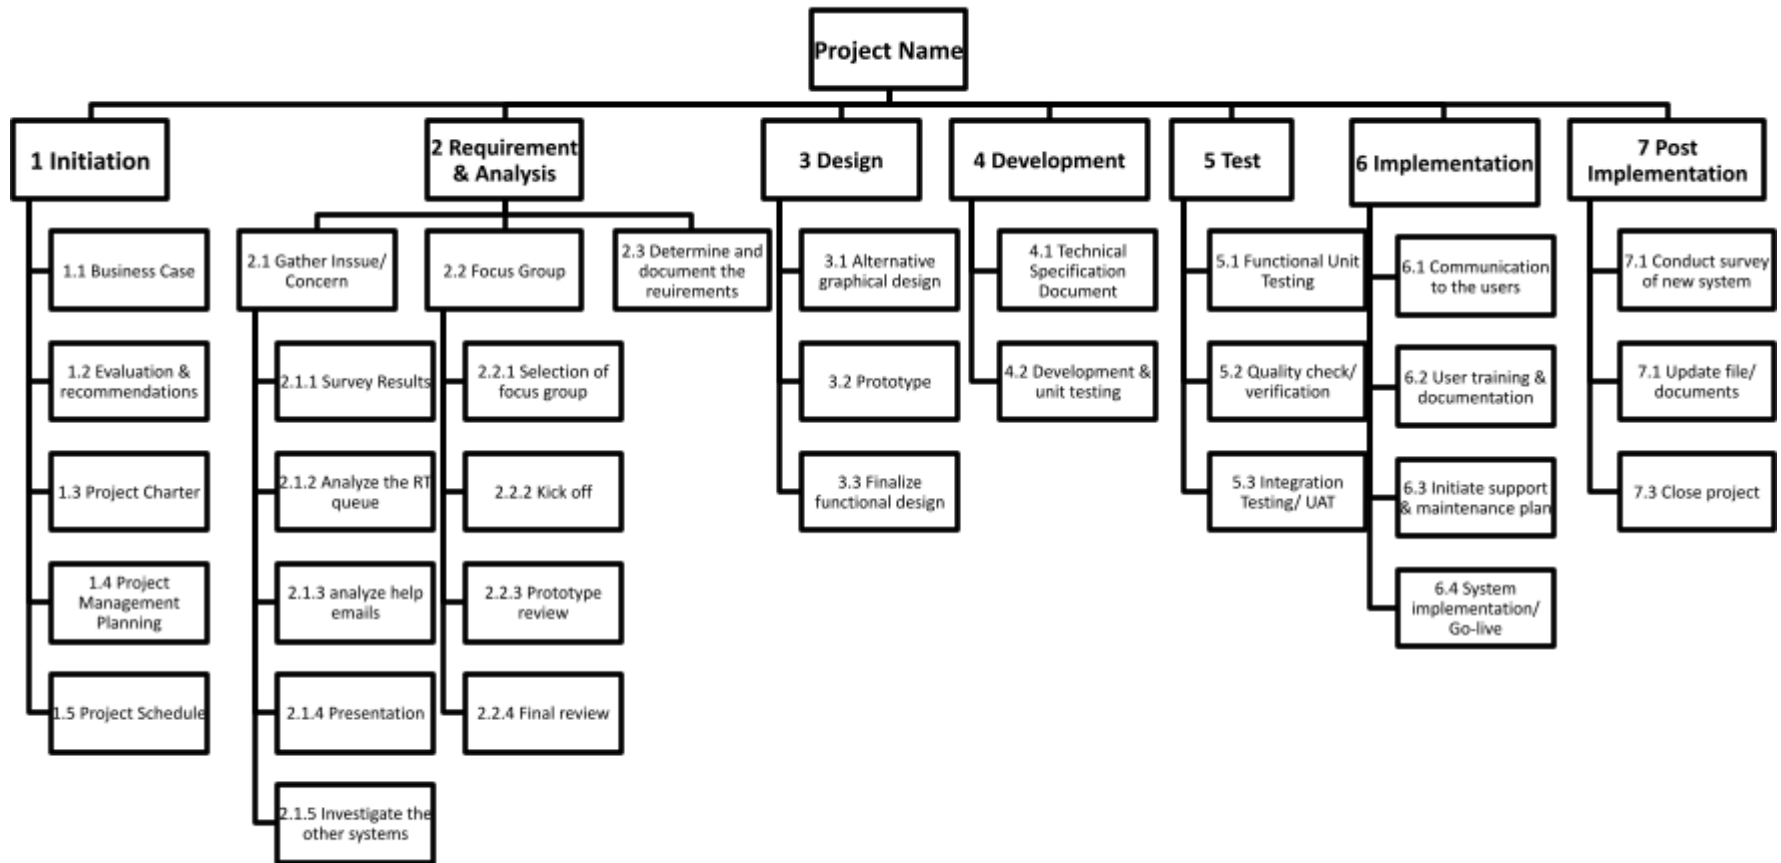 Project Name
1 Initiation
2 Requirement
& Analysis
3 Design
4 Development
5 Test
6 Implementation
7 Post
Implementation
1.1 Business Case
1.2 Evaluation &
recommendations
1.3 Project Charter
1.4 Project
Management
Planning
1.5 Project Schedule
2.1 Gather Inssue/
Concern
2.1.1 Survey Results
2.1.2 Analyze the RT
queue
2.1.3 analyze help
emails
2.1.4 Presentation
2.1.5 Investigate the
other systems
2.2 Focus Group
2.2.1 Selection of
focus group
2.2.2 Kick off
2.2.3 Prototype
review
2.2.4 Final review
2.3 Determine and
document the
reuirements
3.1 Alternative
graphical design
3.2 Prototype
3.3 Finalize
functional design
4.1 Technical
Specification
Document
4.2 Development &
unit testing
5.1 Functional Unit
Testing
5.2 Quality check/
verification
5.3 Integration
Testing/ UAT
6.1 Communication
to the users
6.2 User training &
documentation
6.3 Initiate support
& maintenance plan
6.4 System
implementation/
Go-live
7.1 Conduct survey
of new system
7.1 Update file/
documents
7.3 Close project